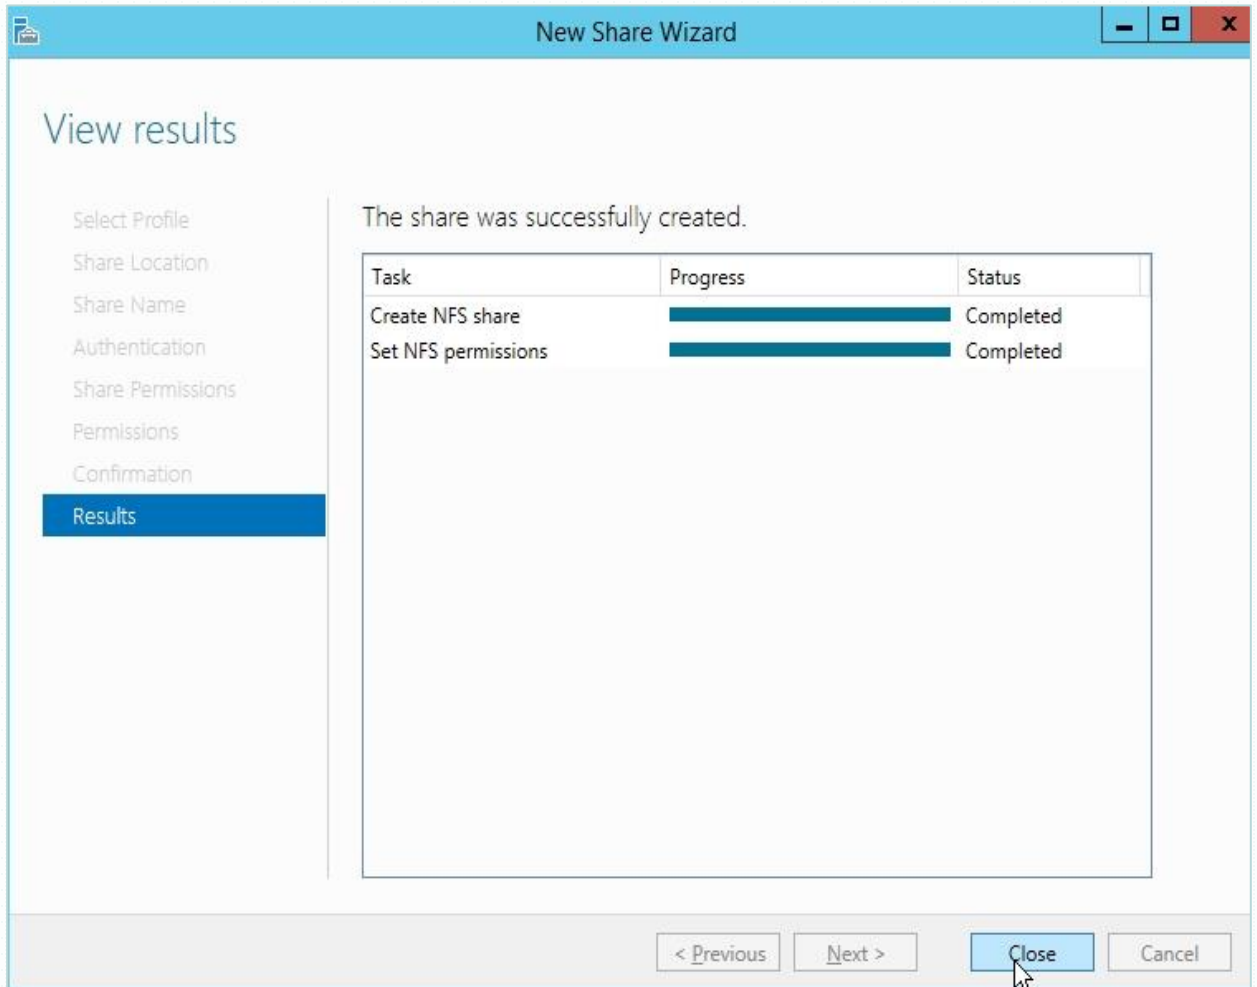 New Share Wizard
x
View results
Select Profile
Share Location
Share Name
Authentication
Share Permissions
Permissions
Confirmation
Results
The share was successfully created.
Task Progress Status
Create NFS share Completed
Set NFS permissions Completed
< Previous Next > Close Cancel